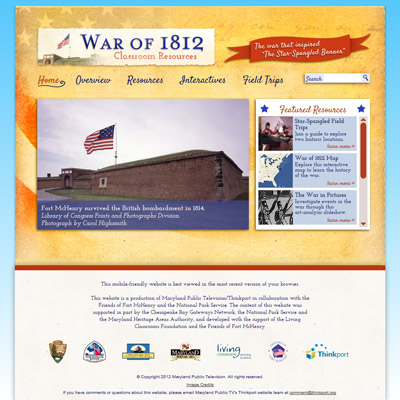 War of 1812
Classroom Resources
The war that inspired
"The Star-Spangled Banner"
Home Overview Resources Interactives Field Trips
Search
Fort McHenry survived the British bombardment in 1814.
Library of Congress Prints and Photographs Division
Photograph by Carol Highsmith
Featured Resources
Star-Spangled Field
Trips
Join a guide to explore
two historic locations.
learn more
War of 1812 Map
Explore this interactive
map to learn the history
of the war.
learn more
The War in Pictures
Investigate events in the
war through this
art-analysis slideshow.
learn more
This mobile-friendly website is best viewed in the most recent version of your browser.
This website is a production of Maryland Public Television/Thinkport in collaboration with the
Friends of Fort McHenry and the National Park Service. The content of this website was
supported in part by the Chesapeake Bay Gateways Network, the National Park Service and
the Maryland Heritage Areas Authority, and developed with the support of the Living
Classrooms Foundation and the Friends of Fort McHenry.
MARYLAND
living
classrooms
Thinkport
© Copyright 2012 Maryland Public Television. All rights reserved.
Image Credits
If you have comments or questions about this website, please email Maryland Public TV's Thinkport website team at comment@thinkport.org